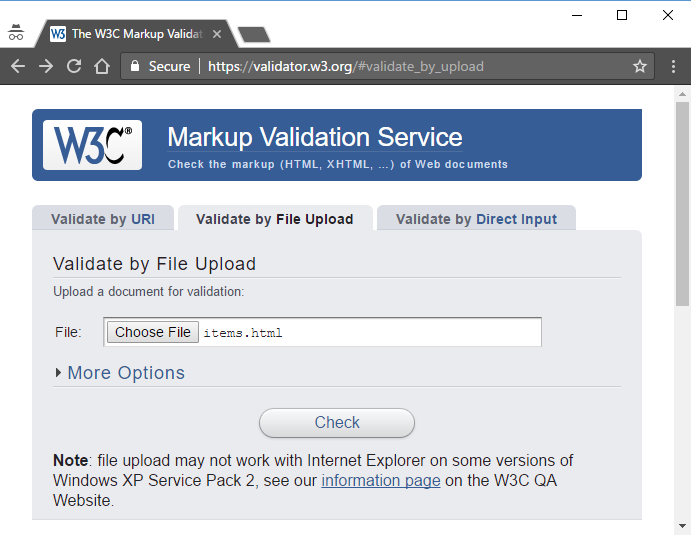 W3 The W3C Markup Validat
Secure https://validator.w3.org/#validate_by_upload
W3C® Markup Validation Service
Check the markup (HTML, XHTML, …) of Web documents
Validate by URI Validate by File Upload Validate by Direct Input
Validate by File Upload
Upload a document for validation:
File: Choose File items.html
More Options
Check
Note: file upload may not work with Internet Explorer on some versions of
Windows XP Service Pack 2, see our information page on the W3C QA
Website.